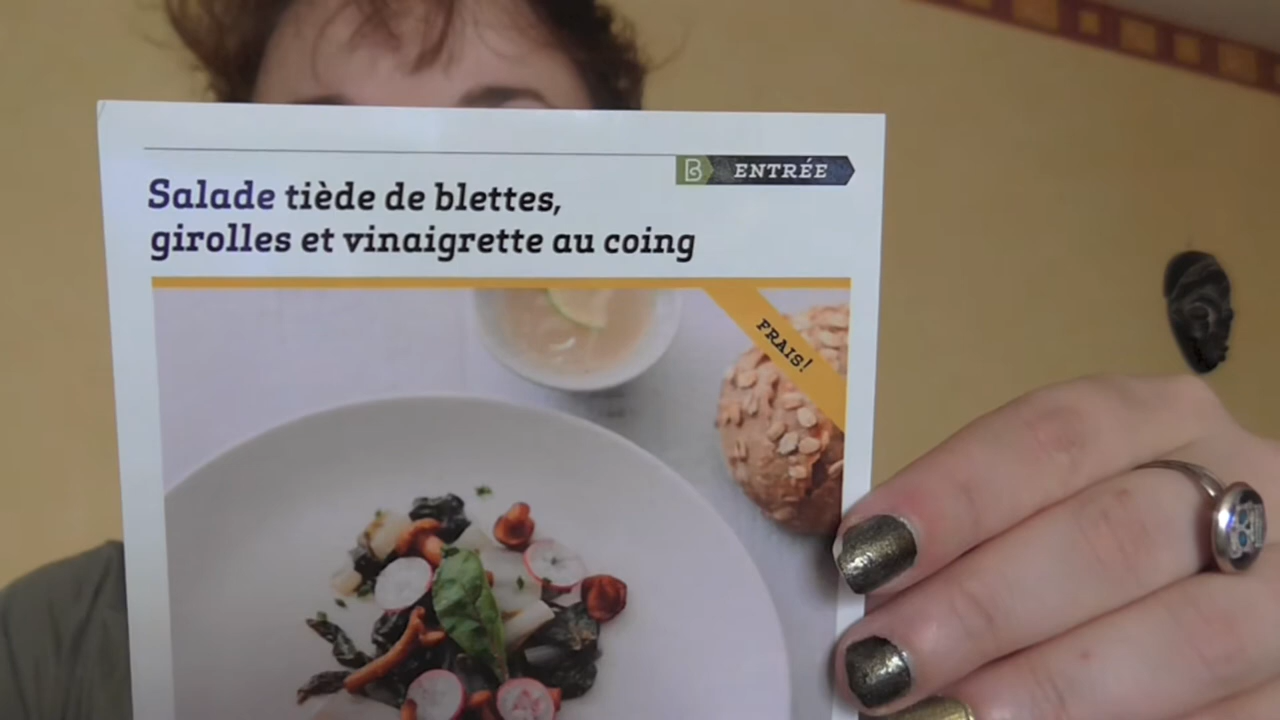 B ENTRÉE
Salade tiède de blettes,
girolles et vinaigrette au coing
FRAIS!